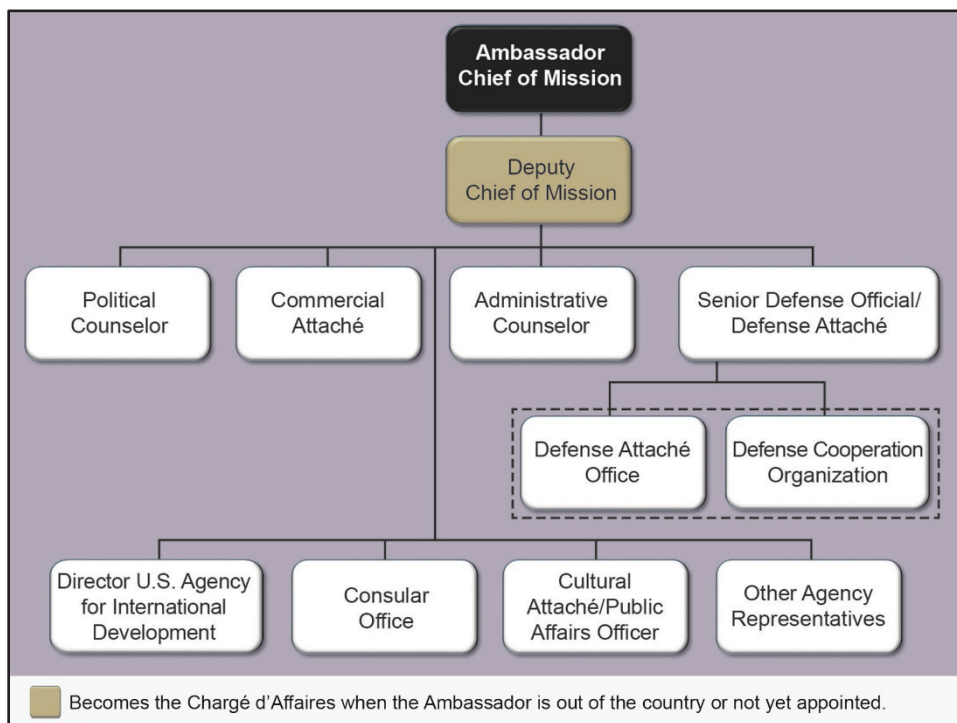 Ambassador
Chief of Mission
Deputy
Chief of Mission
Political
Counselor
Commercial
Attaché
Administrative
Counselor
Senior Defense Official/
Defense Attaché
Defense Attaché
Office
Defense Cooperation
Organization
Director U.S. Agency
for International
Development
Consular
Office
Cultural
Attaché/Public
Affairs Officer
Other Agency
Representatives
Becomes the Chargé d’Affaires when the Ambassador is out of the country or not yet appointed.